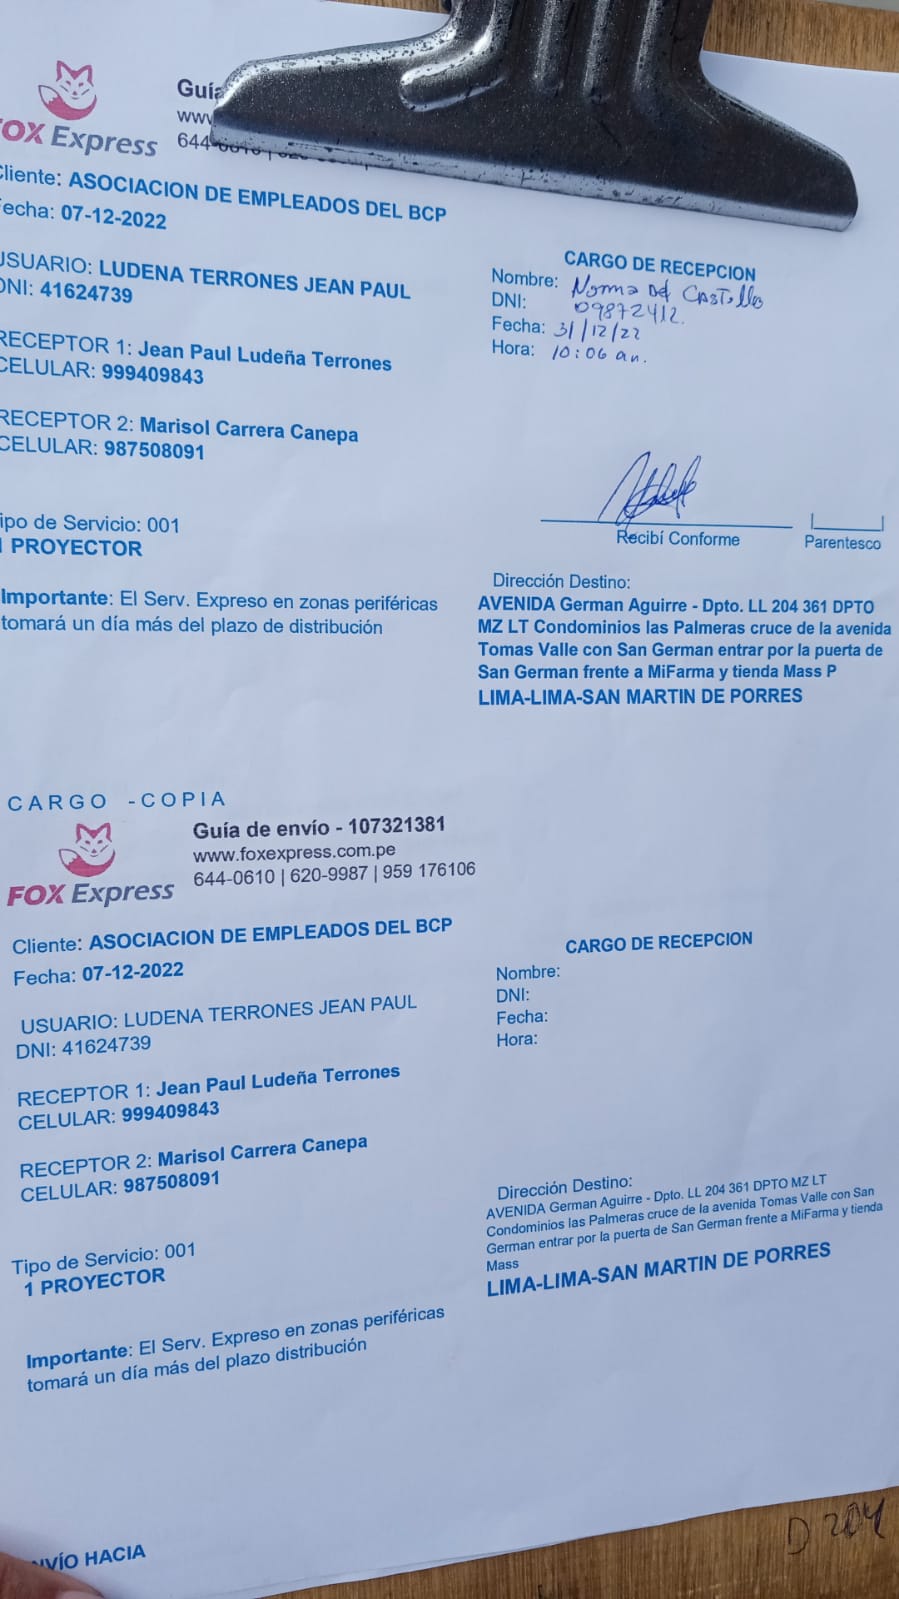 FOX Express
Guía
www
644-0610 | 620
Cliente: ASOCIACION DE EMPLEADOS DEL BCP
Fecha: 07-12-2022
USUARIO: LUDENA TERRONES JEAN PAUL
DNI: 41624739
RECEPTOR 1: Jean Paul Ludeña Terrones
CELULAR: 999409843
RECEPTOR 2: Marisol Carrera Canepa
CELULAR: 987508091
Tipo de Servicio: 001
1 PROYECTOR
Importante: El Serv. Expreso en zonas periféricas
tomará un día más del plazo de distribución
CARGO DE RECEPCION
Nombre: Norma Del Castillo
DNI: 09872412.
Fecha: 31/12/22
Hora: 10:06 an.
Recibí Conforme
Parentesco
Dirección Destino:
AVENIDA German Aguirre - Dpto. LL 204 361 DPTO
MZ LT Condominios las Palmeras cruce de la avenida
Tomas Valle con San German entrar por la puerta de
San German frente a MiFarma y tienda Mass P
LIMA-LIMA-SAN MARTIN DE PORRES
CARGO -COPIA
FOX Express
Guía de envío - 107321381
www.foxexpress.com.pe
644-0610 | 620-9987 | 959 176106
Cliente: ASOCIACION DE EMPLEADOS DEL BCP
Fecha: 07-12-2022
USUARIO: LUDENA TERRONES JEAN PAUL
DNI: 41624739
RECEPTOR 1: Jean Paul Ludeña Terrones
CELULAR: 999409843
RECEPTOR 2: Marisol Carrera Canepa
CELULAR: 987508091
Tipo de Servicio: 001
1 PROYECTOR
Importante: El Serv. Expreso en zonas periféricas
tomará un día más del plazo distribución
CARGO DE RECEPCION
Nombre:
DNI:
Fecha:
Hora:
Dirección Destino:
AVENIDA German Aguirre - Dpto. LL 204 361 DPTO MZ LT
Condominios las Palmeras cruce de la avenida Tomas Valle con San
German entrar por la puerta de San German frente a MiFarma y tienda
Mass
LIMA-LIMA-SAN MARTIN DE PORRES
ENVÍO HACIA
D 204